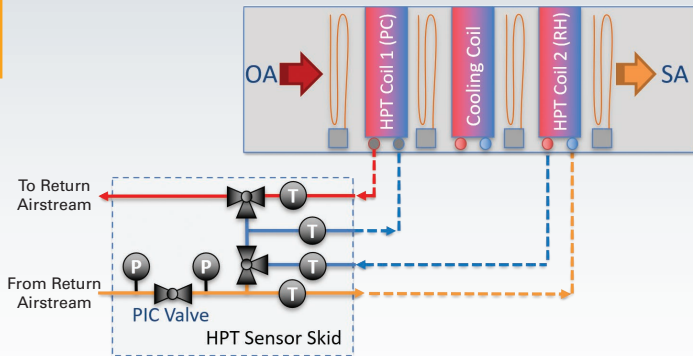 OA
HPT Coil 1 (PC)
Cooling Coil
HPT Coil 2 (RH)
SA
To Return
Airstream
T
T
P
P
T
From Return
Airstream
T
PIC Valve
HPT Sensor Skid